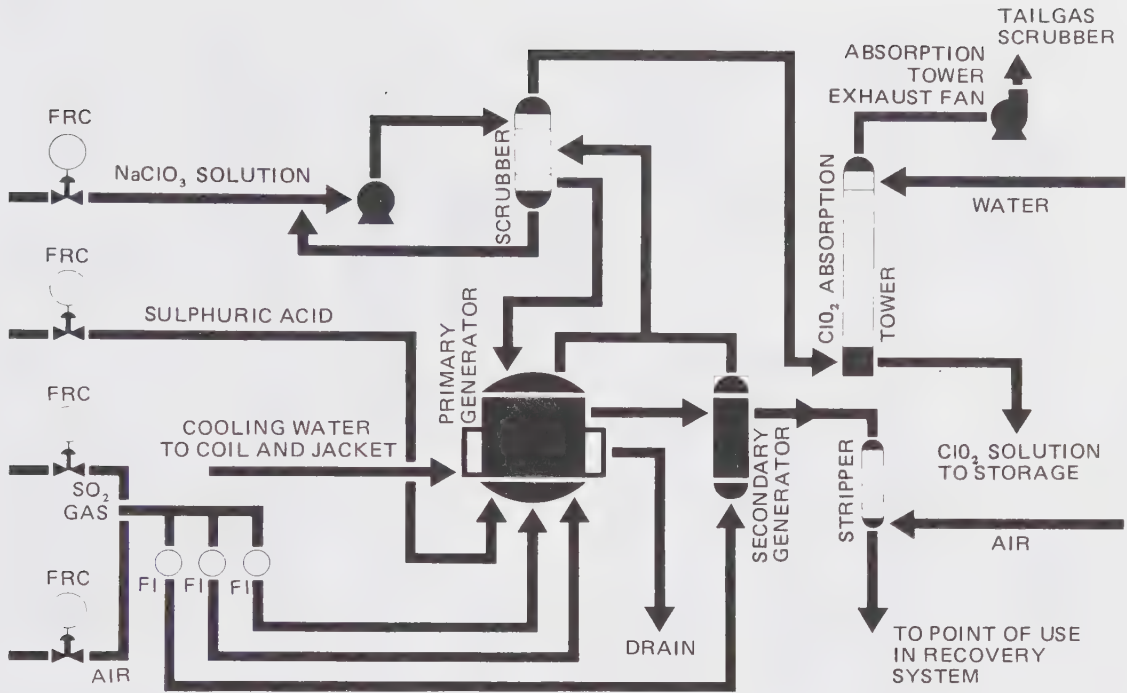 TAILGAS
SCRUBBER
ABSORPTION
TOWER
EXHAUST FAN
FRC
NaClO₃ SOLUTION
SCRUBBER
WATER
ClO₂ ABSORPTION
TOWER
FRC
SULPHURIC ACID
PRIMARY
GENERATOR
FRC
COOLING WATER
TO COIL AND JACKET
SO₂
GAS
ClO₂ SOLUTION
TO STORAGE
SECONDARY
GENERATOR
STRIPPER
AIR
FRC
FI
FI
FI
AIR
DRAIN
TO POINT OF USE
IN RECOVERY
SYSTEM